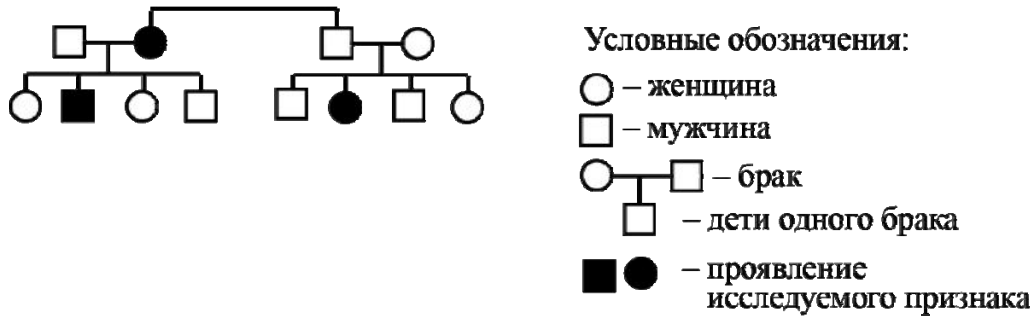 Условные обозначения:
– женщина
– мужчина
– брак
– дети одного брака
– проявление
исследуемого признака